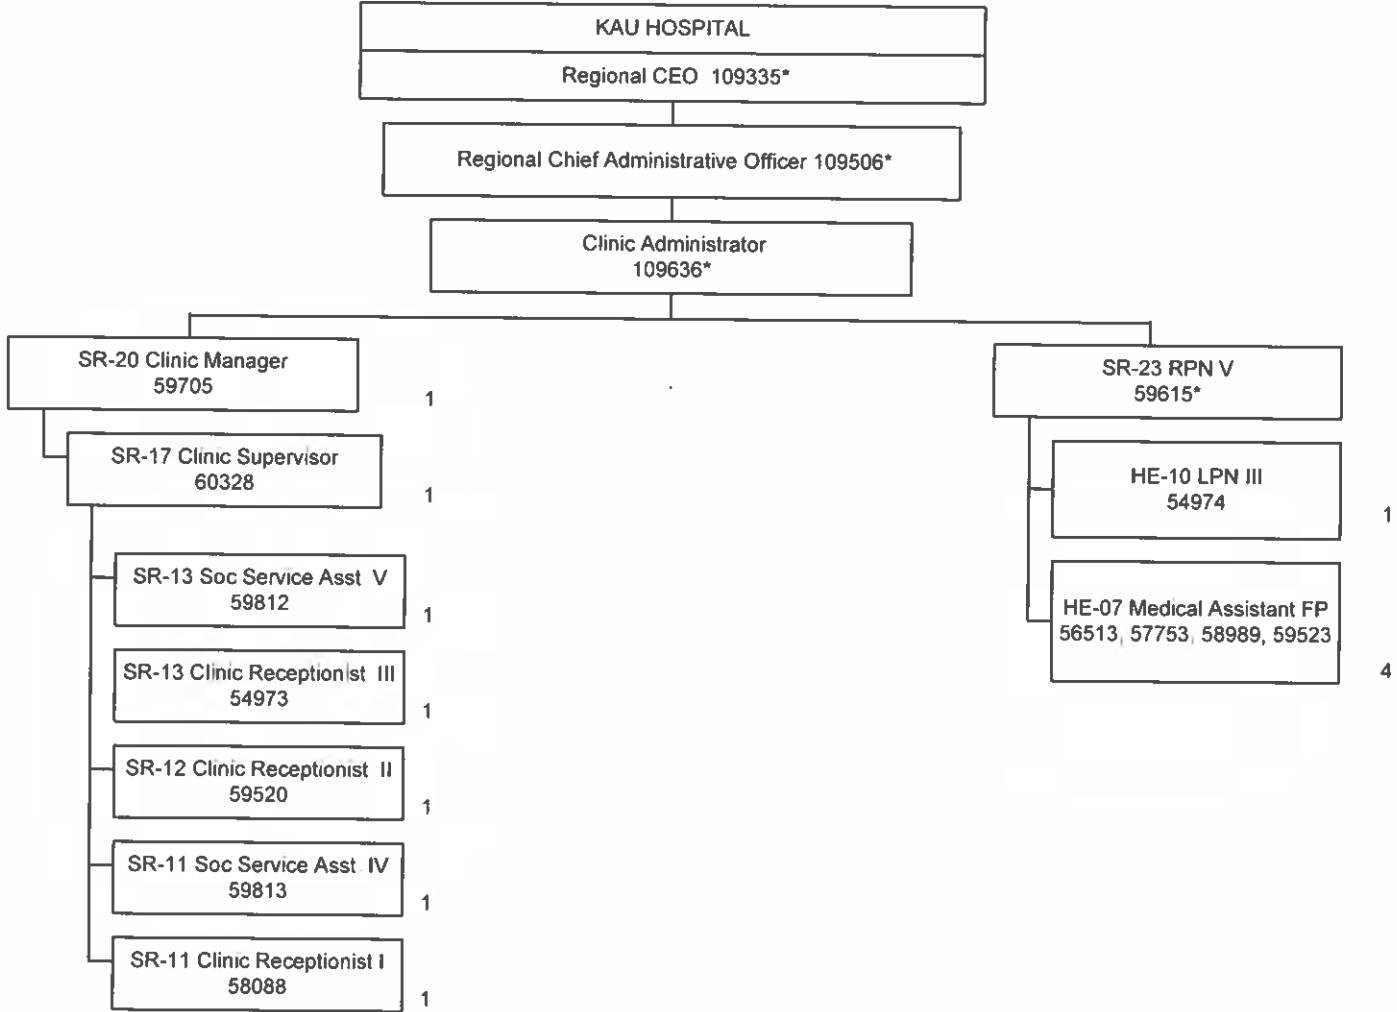 KAU HOSPITAL
Regional CEO 109335*
Regional Chief Administrative Officer 109506*
Clinic Administrator
109636*
SR-20 Clinic Manager
59705
1
SR-17 Clinic Supervisor
60328
1
SR-13 Soc Service Asst V
59812
1
SR-13 Clinic Receptionist III
54973
1
SR-12 Clinic Receptionist II
59520
1
SR-11 Soc Service Asst IV
59813
1
SR-11 Clinic Receptionist I
58088
1
SR-23 RPN V
59615*
HE-10 LPN III
54974
1
HE-07 Medical Assistant FP
56513, 57753, 58989, 59523
4